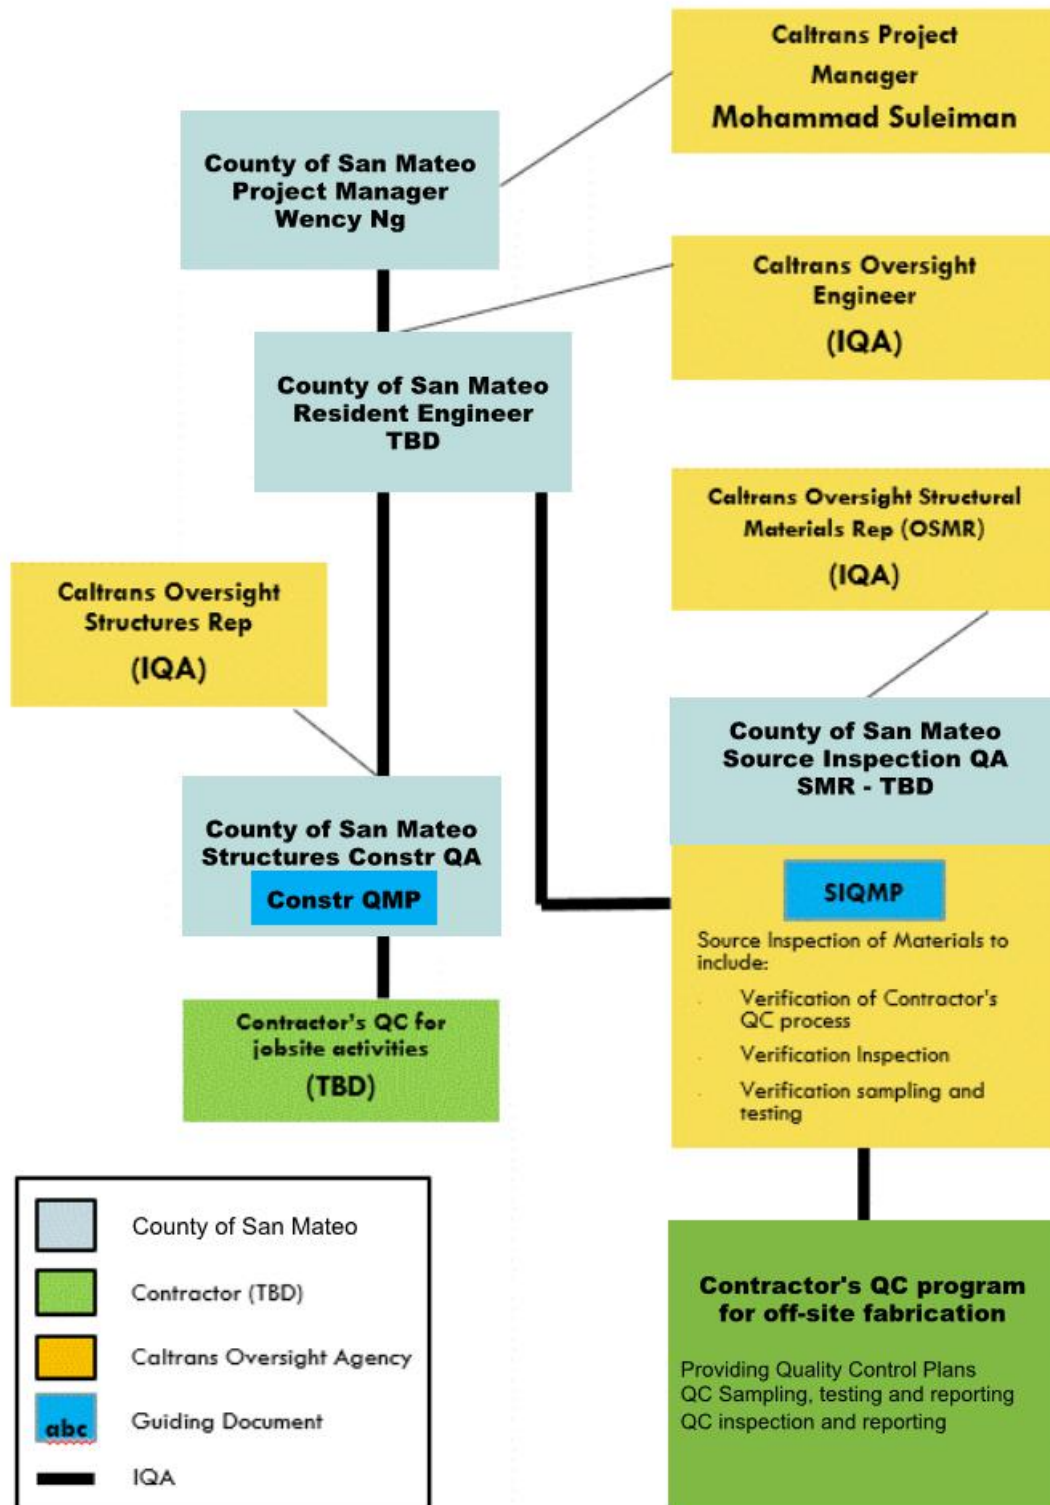 Caltrans Project
Manager
Mohammad Suleiman
County of San Mateo
Project Manager
Wency Ng
Caltrans Oversight
Engineer
(IQA)
County of San Mateo
Resident Engineer
TBD
Caltrans Oversight Structural
Materials Rep (OSMR)
(IQA)
Caltrans Oversight
Structures Rep
(IQA)
County of San Mateo
Source Inspection QA
SMR - TBD
County of San Mateo
Structures Constr QA
Constr QMP
SIQMP
Source Inspection of Materials to
include:
Verification of Contractor's
QC process
Verification Inspection
Verification sampling and
testing
Contractor's QC for
jobsite activities
(TBD)
County of San Mateo
Contractor (TBD)
Caltrans Oversight Agency
abc Guiding Document
IQA
Contractor's QC program
for off-site fabrication
Providing Quality Control Plans
QC Sampling, testing and reporting
QC inspection and reporting